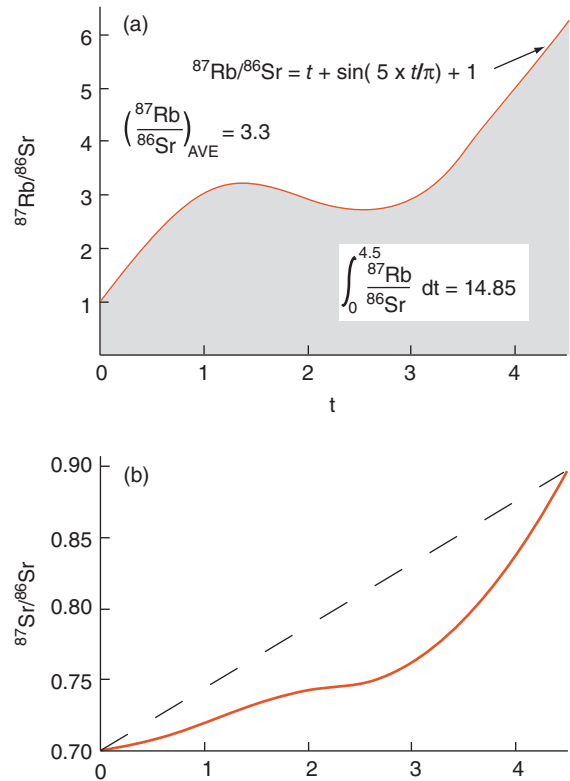 (a)
6
5
4
3
2
1
⁸⁷Rb/⁸⁶Sr
⁸⁷Rb/⁸⁶Sr = t + sin( 5 x t/π) + 1
(⁸⁷Rb/⁸⁶Sr)AVE = 3.3
∫₀^4.5 ⁸⁷Rb/⁸⁶Sr dt = 14.85
0 1 2 3 4
t
(b)
0.90
0.85
0.80
0.75
0.70
⁸⁷Sr/⁸⁶Sr
0 1 2 3 4